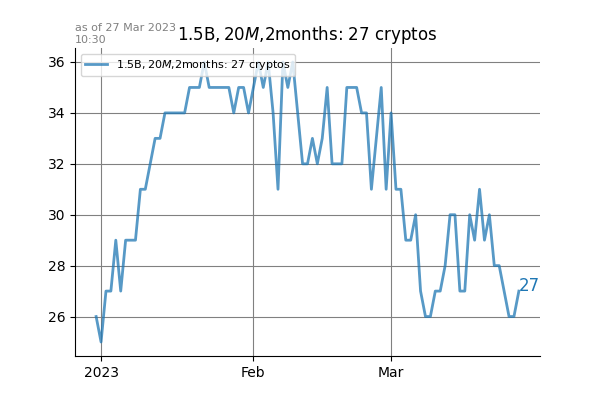 as of 27 Mar 2023
10:30
1.5B, 20M,2months: 27 cryptos
1.5B, 20M,2months: 27 cryptos
36
34
32
30
28
26
27
2023
Feb
Mar